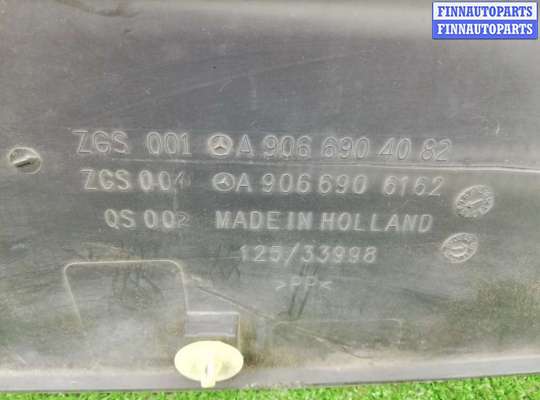 FINNAUTOPARTS
FINNAUTOPARTS
ZGS 001 A 906 690 40 82
ZGS 004 A 906 690 6162
QS 002 MADE IN HOLLAND
125/33998
>PP<